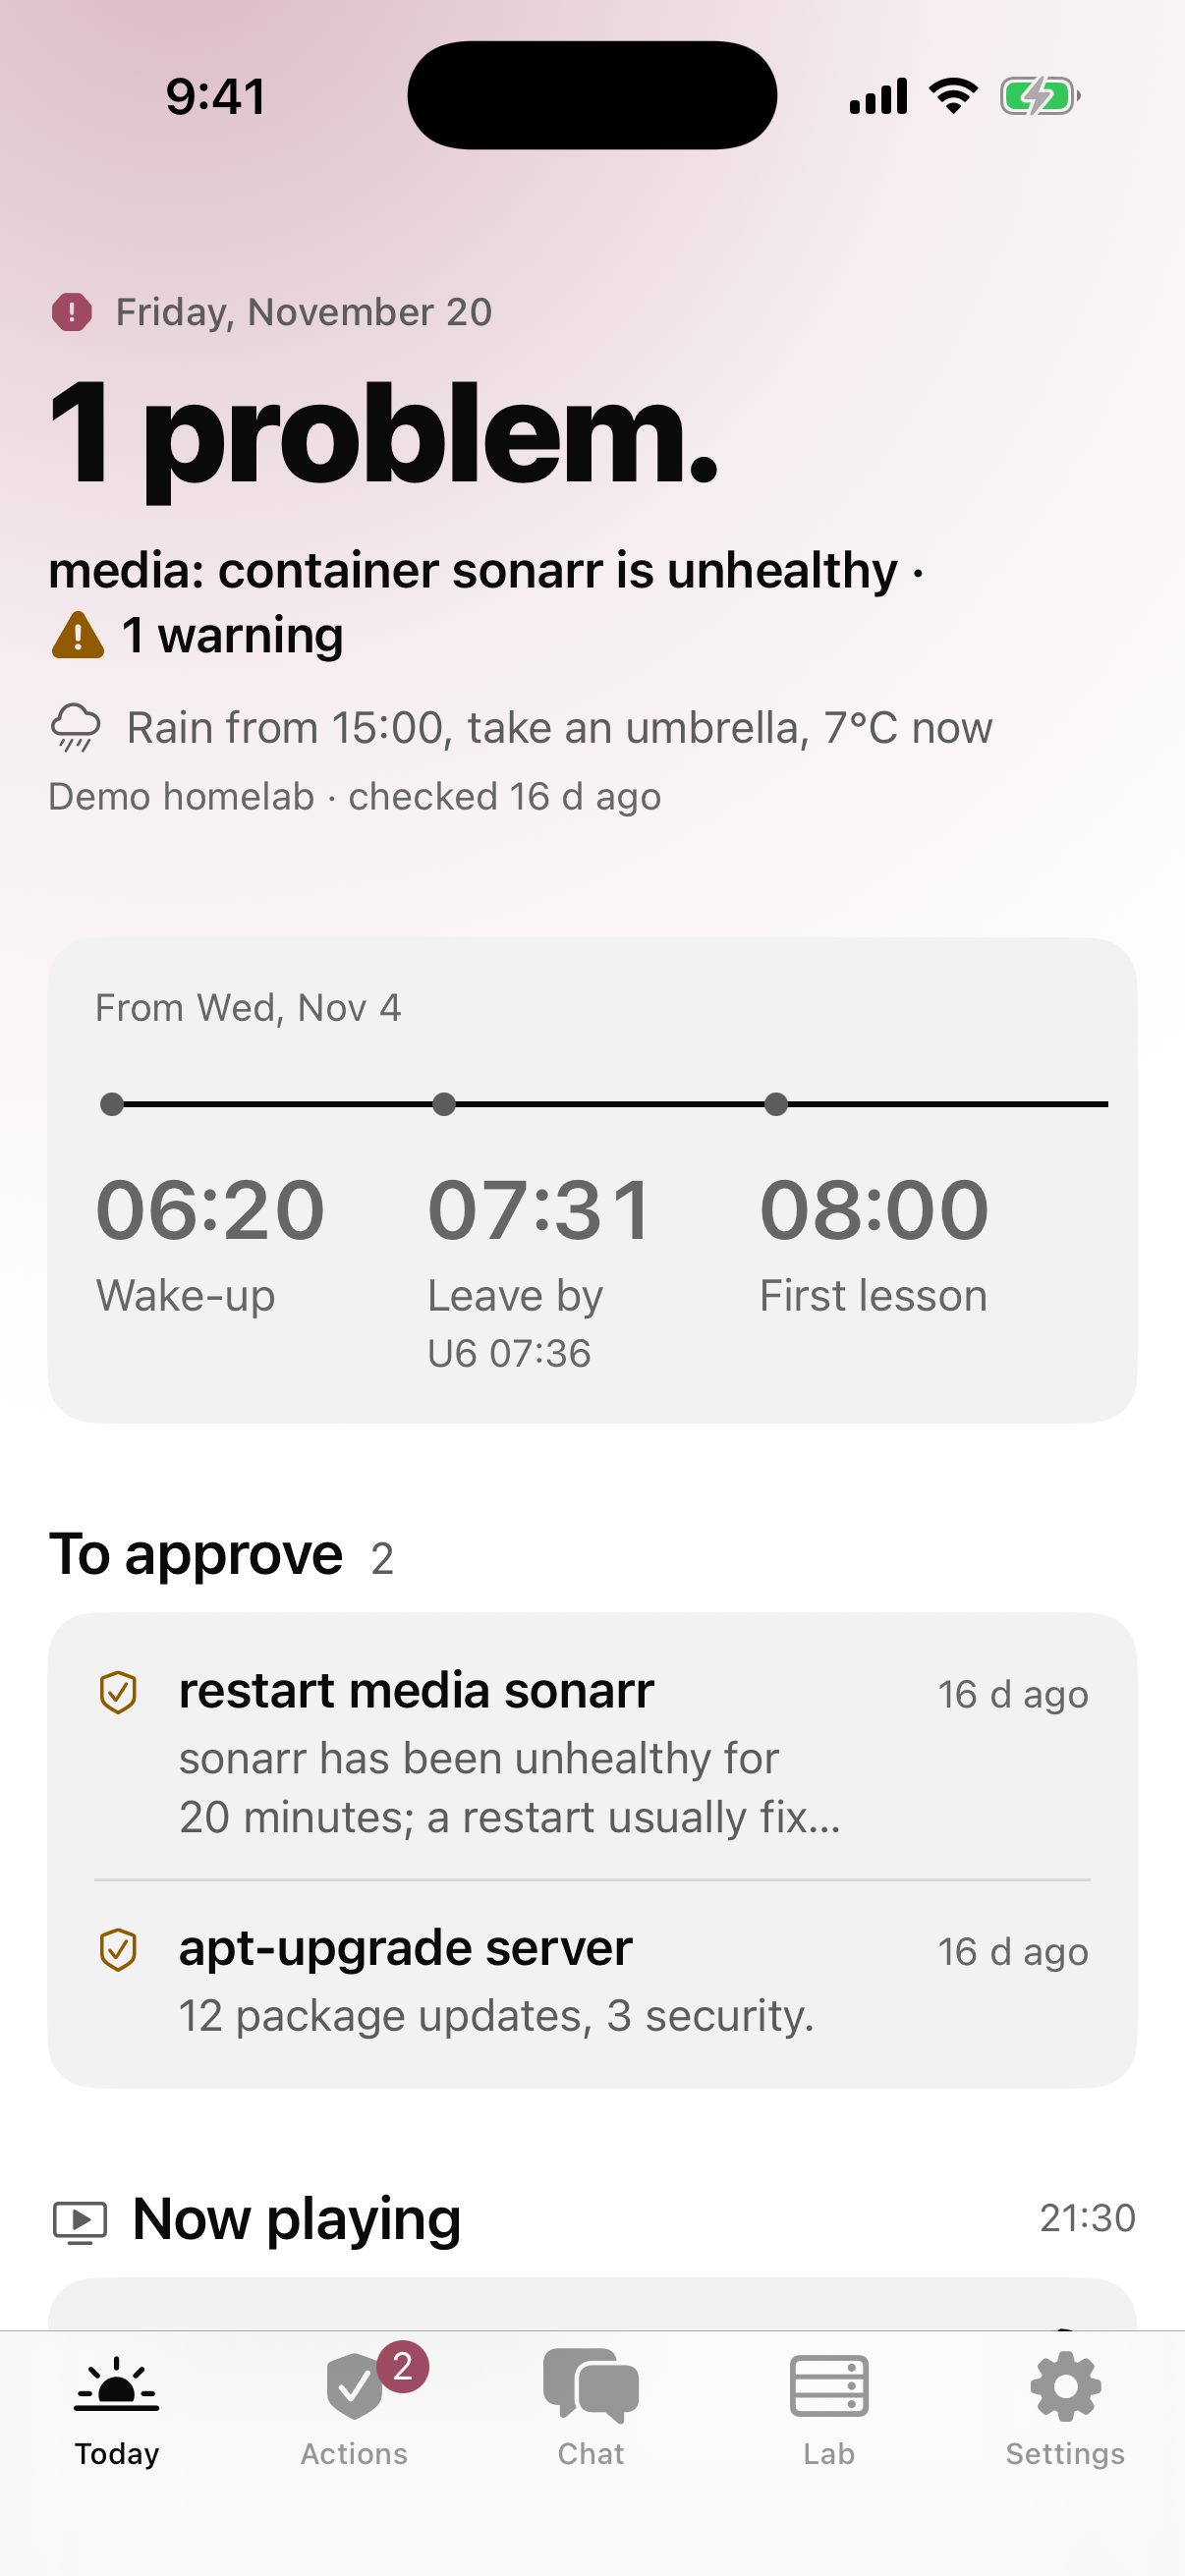 9:41
Friday, November 20
1 problem.
media: container sonarr is unhealthy ·
1 warning
Rain from 15:00, take an umbrella, 7°C now
Demo homelab · checked 16 d ago
From Wed, Nov 4
06:20 07:31 08:00
Wake-up Leave by First lesson
U6 07:36
To approve 2
restart media sonarr 16 d ago
sonarr has been unhealthy for
20 minutes; a restart usually fix...
apt-upgrade server 16 d ago
12 package updates, 3 security.
Now playing 21:30
2
Today Actions Chat Lab Settings